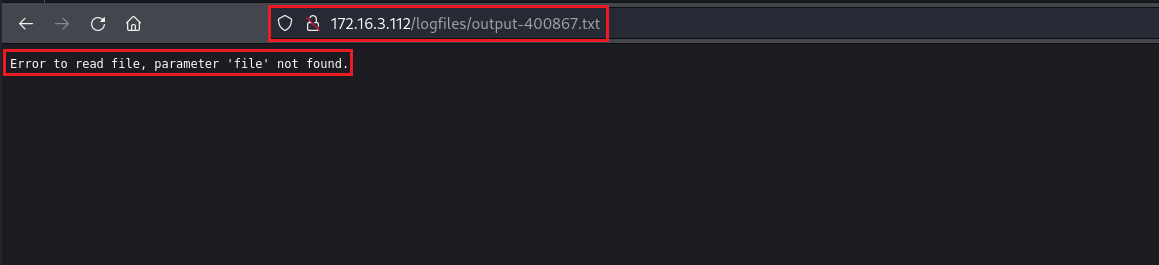 172.16.3.112/logfiles/output-400867.txt
Error to read file, parameter 'file' not found.